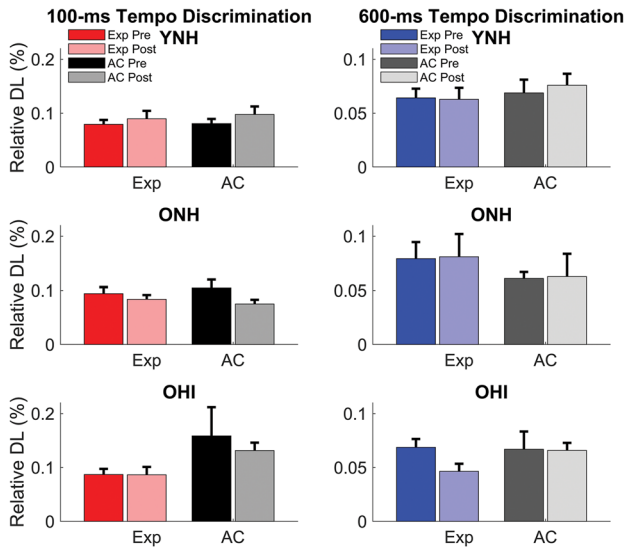 100-ms Tempo Discrimination
YNH
Exp Pre
Exp Post
AC Pre
AC Post
Relative DL (%)
0.2
0.1
0
Exp
AC
600-ms Tempo Discrimination
YNH
Exp Pre
Exp Post
AC Pre
AC Post
0.1
0.05
0
Exp
AC
ONH
Relative DL (%)
0.2
0.1
0
Exp
AC
ONH
0.1
0.05
0
Exp
AC
OHI
Relative DL (%)
0.2
0.1
0
Exp
AC
OHI
0.1
0.05
0
Exp
AC